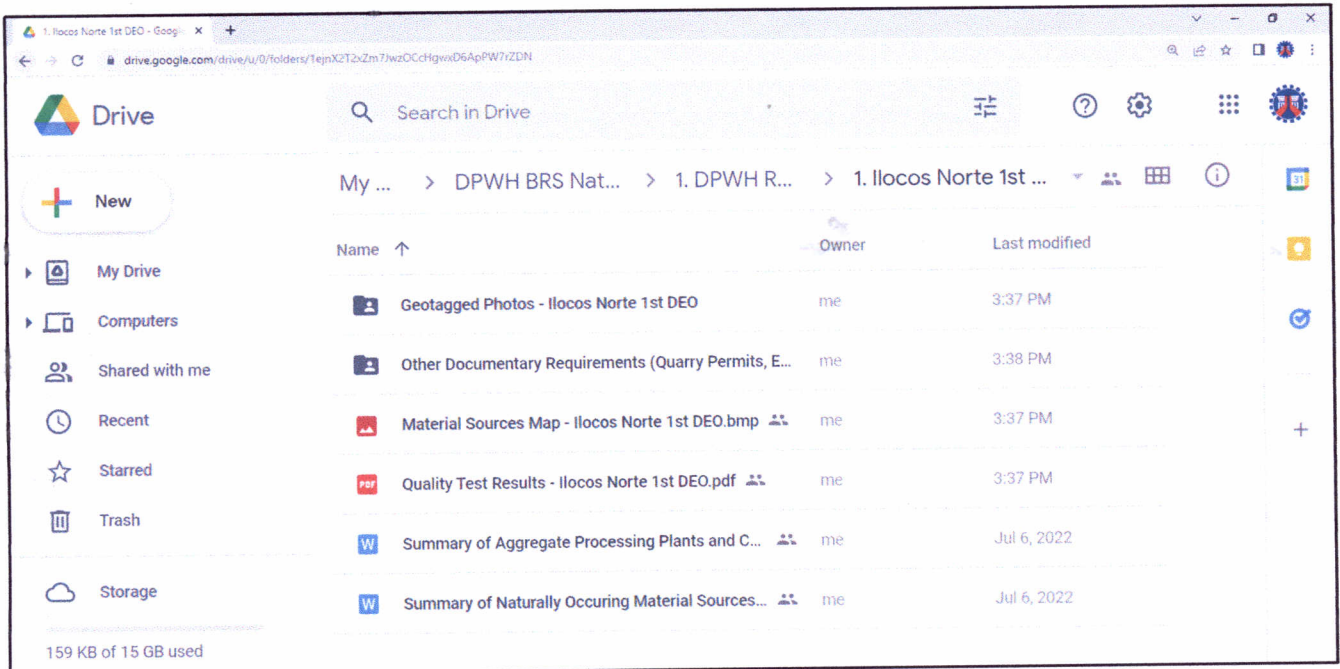 1. Ilocos Norte 1st DEO - Googl
drive.google.com/drive/u/0/folders/1ejnX2T2xZm7JwzOCcHgwxD6ApPW7rZDN
Drive
Search in Drive
New
My Drive
Computers
Shared with me
Recent
Starred
Trash
Storage
159 KB of 15 GB used
My ... > DPWH BRS Nat... > 1. DPWH R... > 1. Ilocos Norte 1st ...
Name Owner Last modified
Geotagged Photos - Ilocos Norte 1st DEO me 3:37 PM
Other Documentary Requirements (Quarry Permits, E... me 3:38 PM
Material Sources Map - Ilocos Norte 1st DEO.bmp me 3:37 PM
PDF Quality Test Results - Ilocos Norte 1st DEO.pdf me 3:37 PM
W Summary of Aggregate Processing Plants and C... me Jul 6, 2022
W Summary of Naturally Occuring Material Sources... me Jul 6, 2022
31